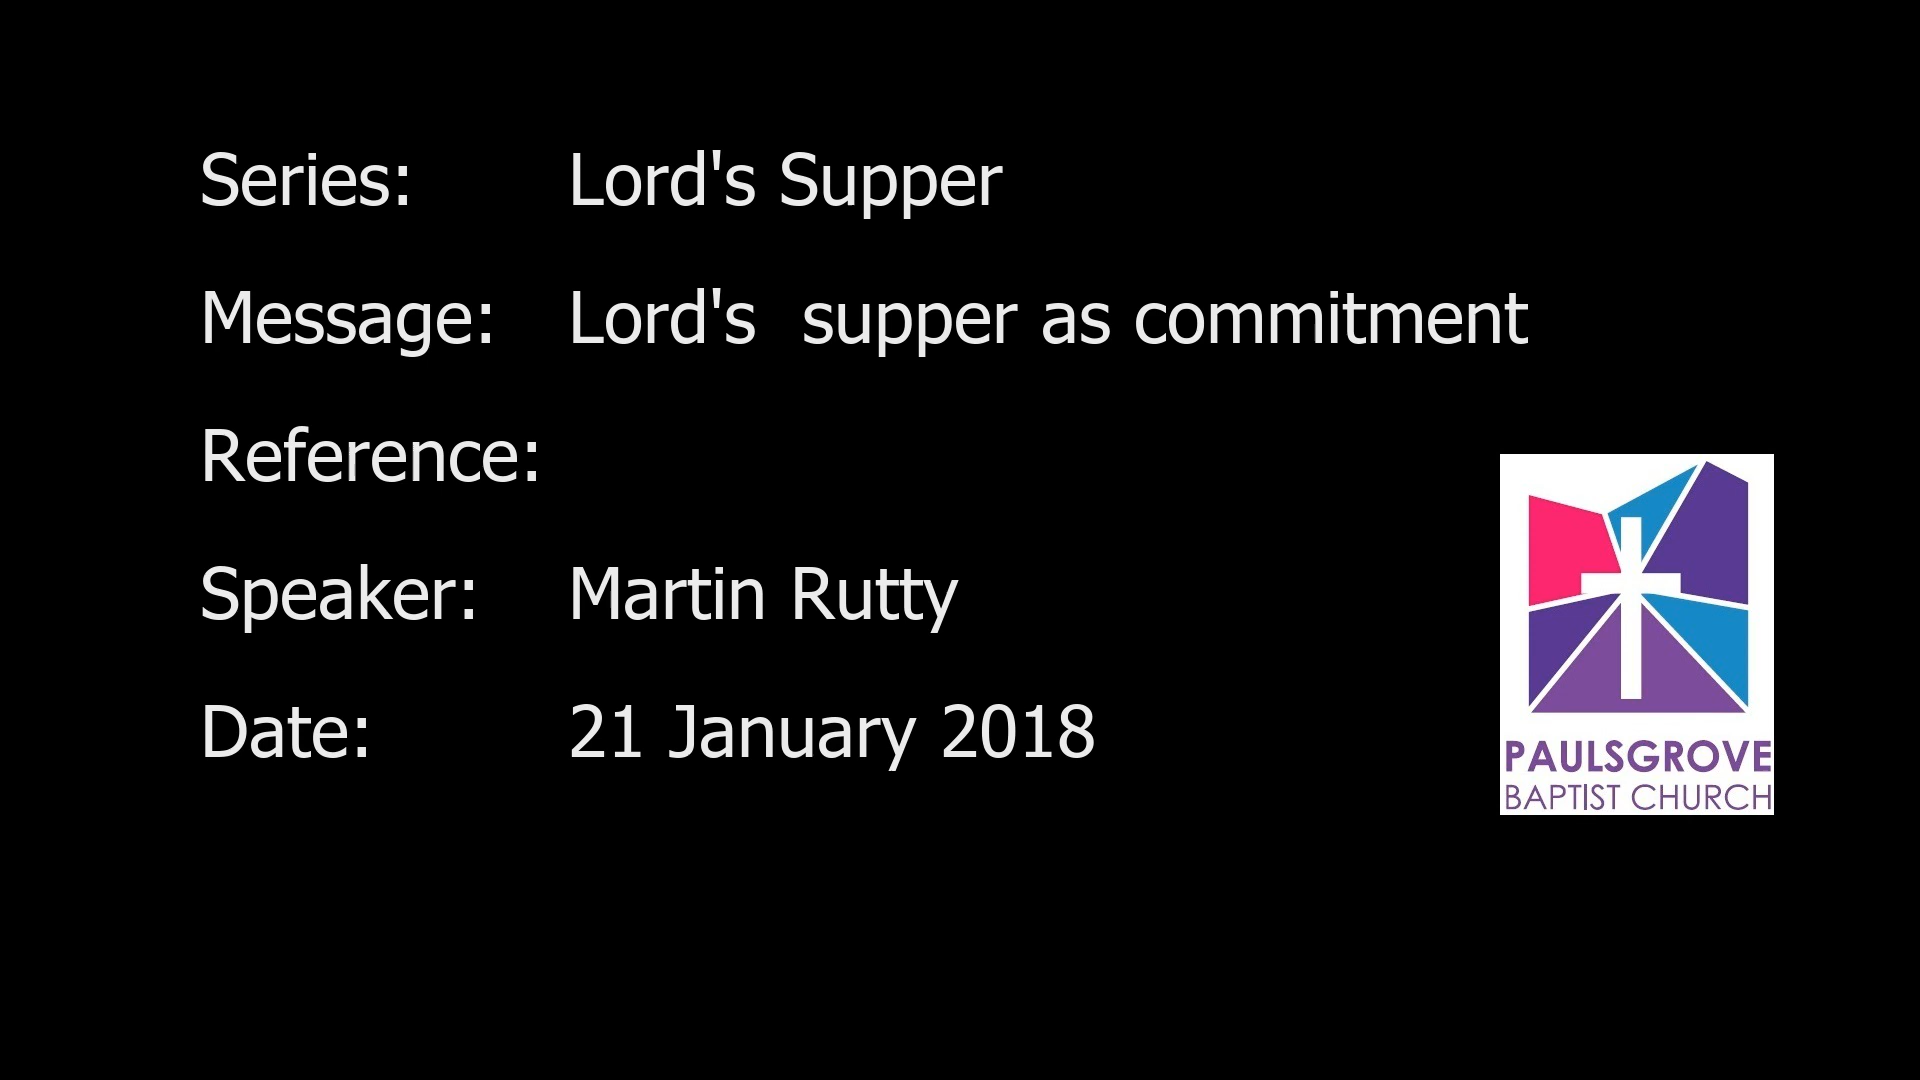 Series: Lord's Supper
Message: Lord's  supper as commitment
Reference:
Speaker: Martin Rutty
Date: 21 January 2018
PAULSGROVE
BAPTIST CHURCH